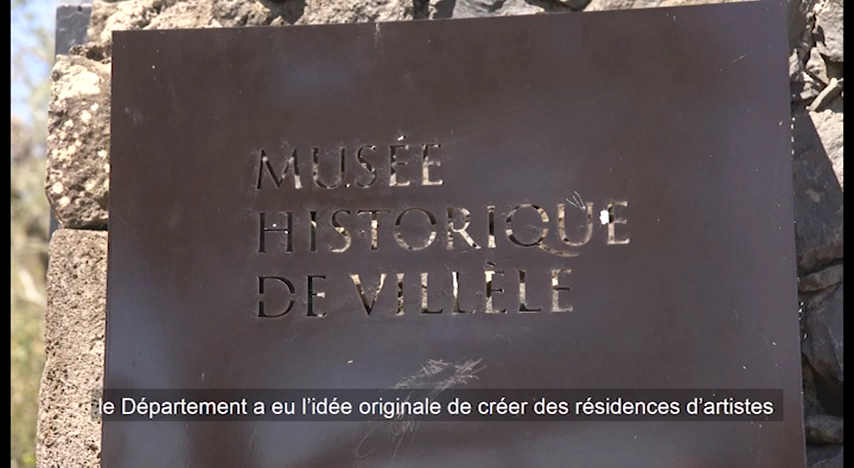 MUSÉE
HISTORIQUE
DE VILLÈLE
le Département a eu l’idée originale de créer des résidences d’artistes